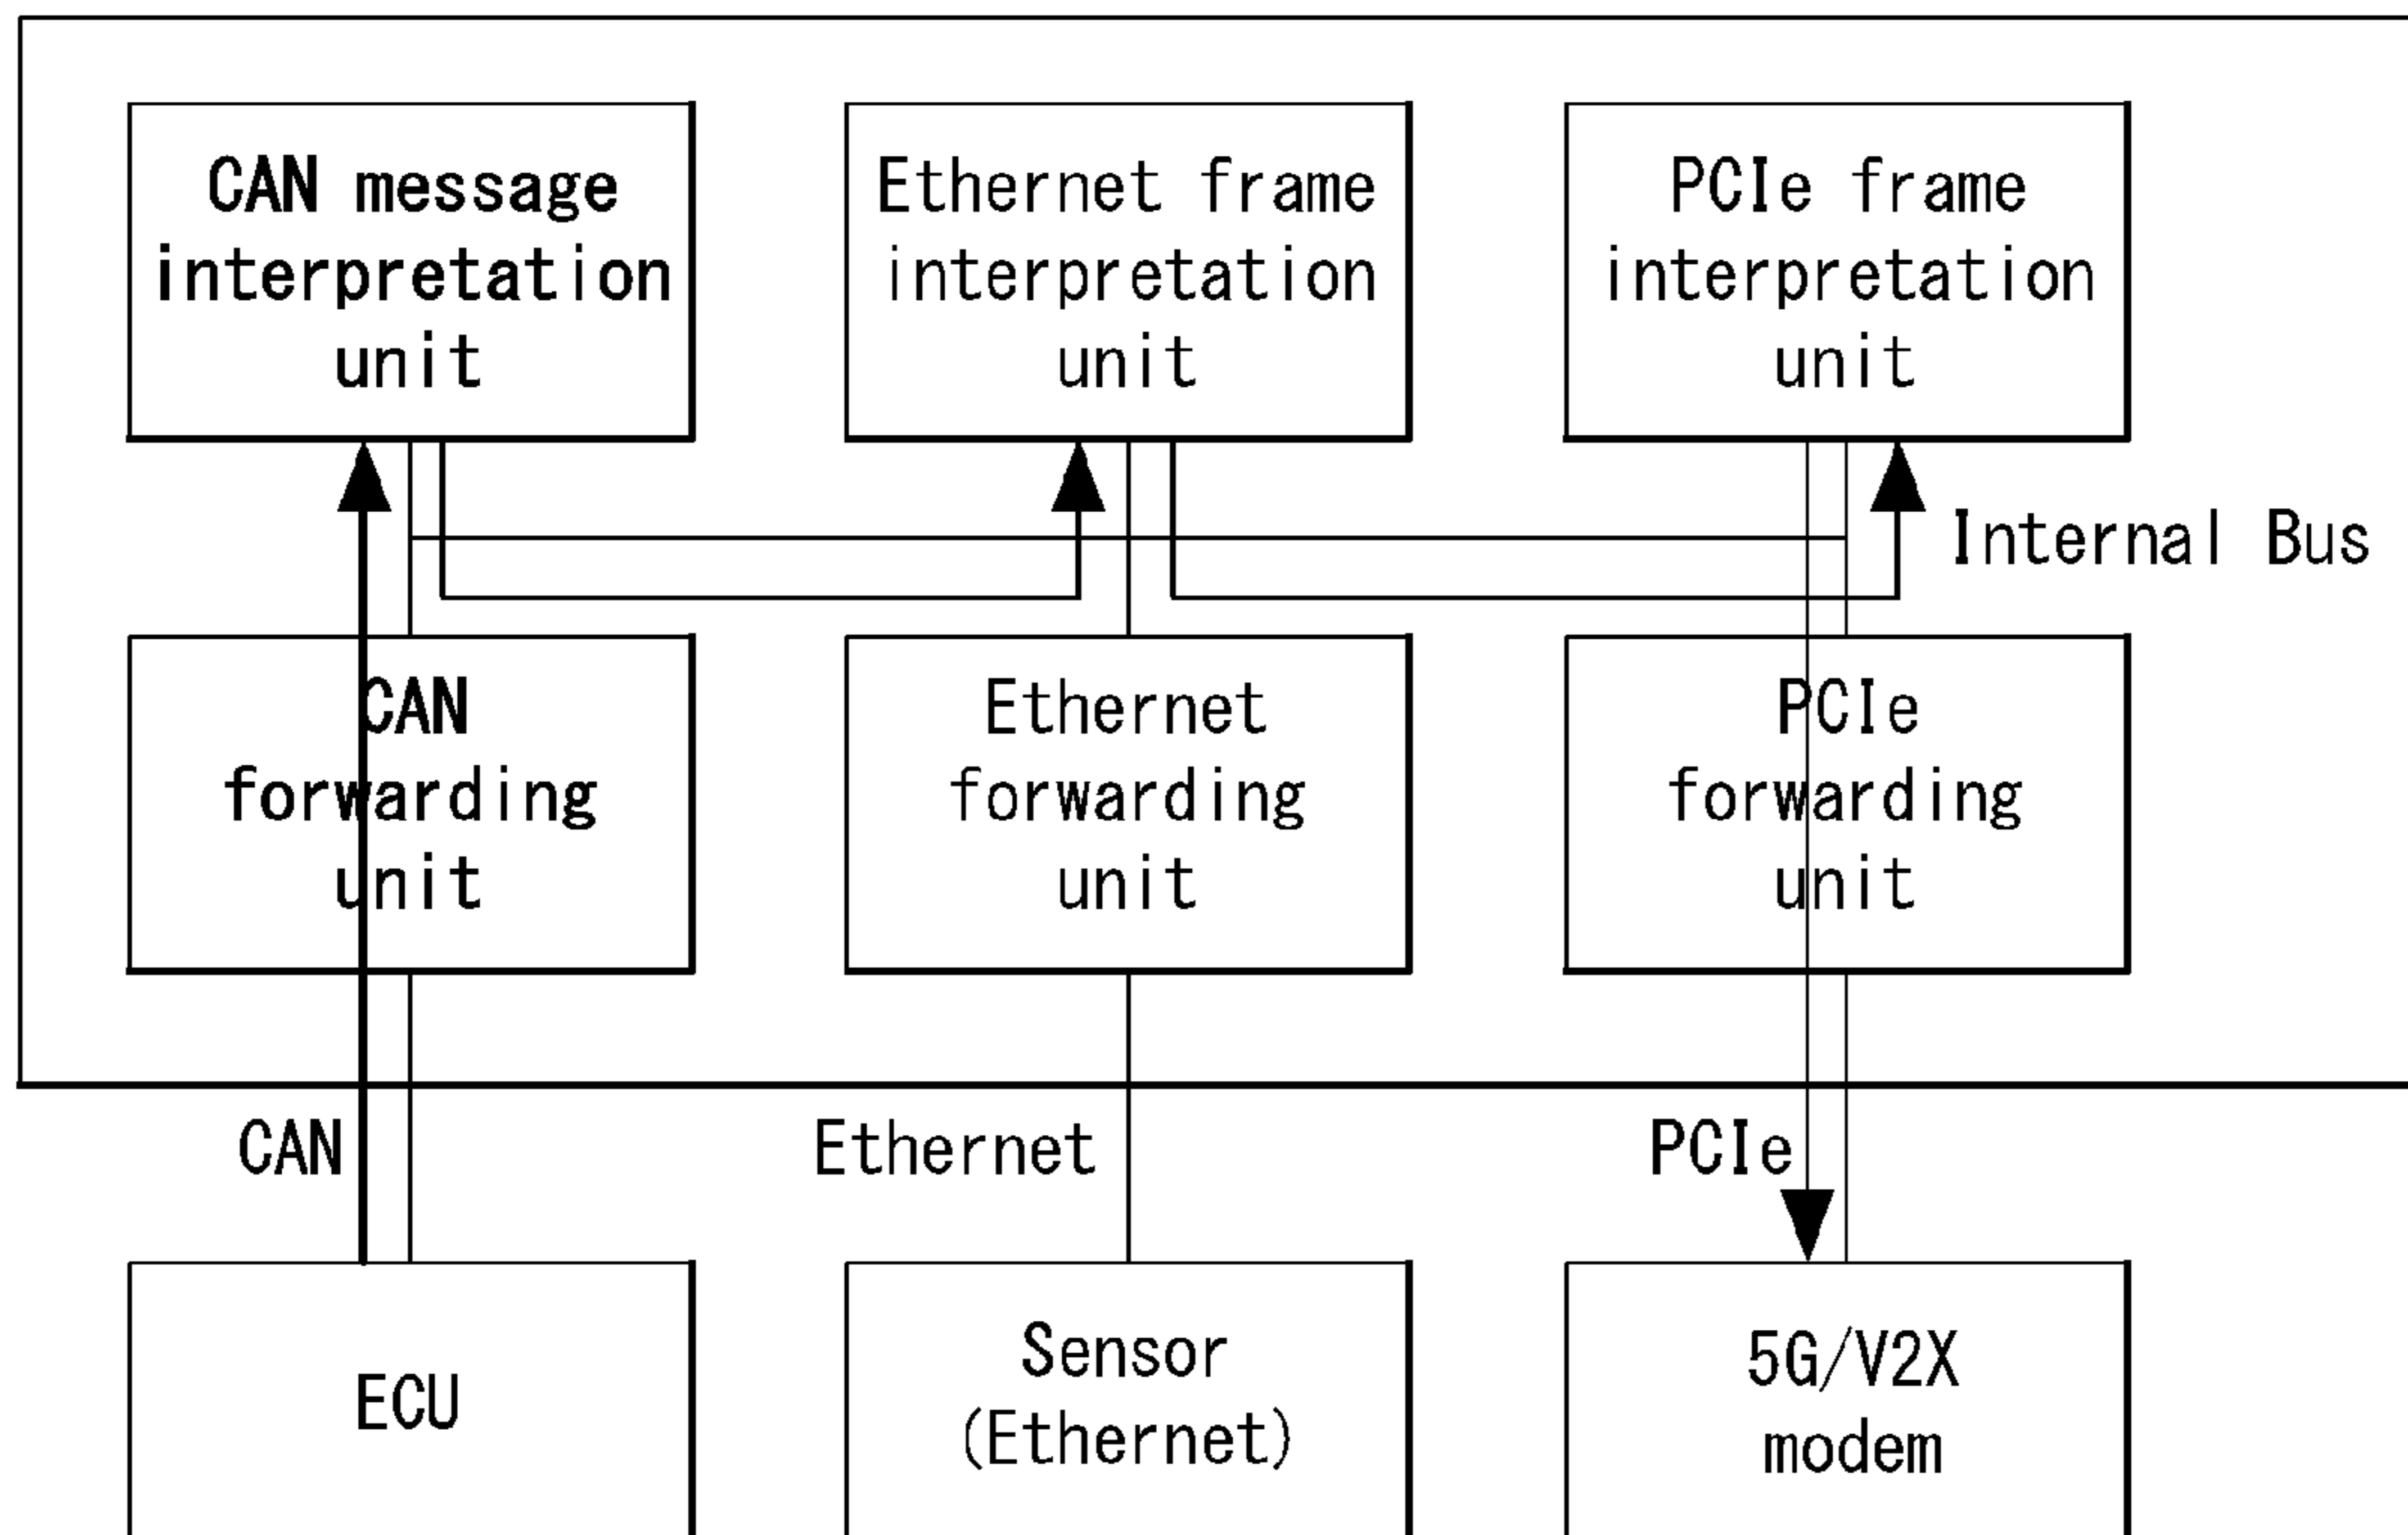 CAN message
interpretation
unit
Ethernet frame
interpretation
unit
PCIe frame
interpretation
unit
Internal Bus
CAN
forwarding
unit
Ethernet
forwarding
unit
PCIe
forwarding
unit
CAN
Ethernet
PCIe
ECU
Sensor
(Ethernet)
5G/V2X
modem